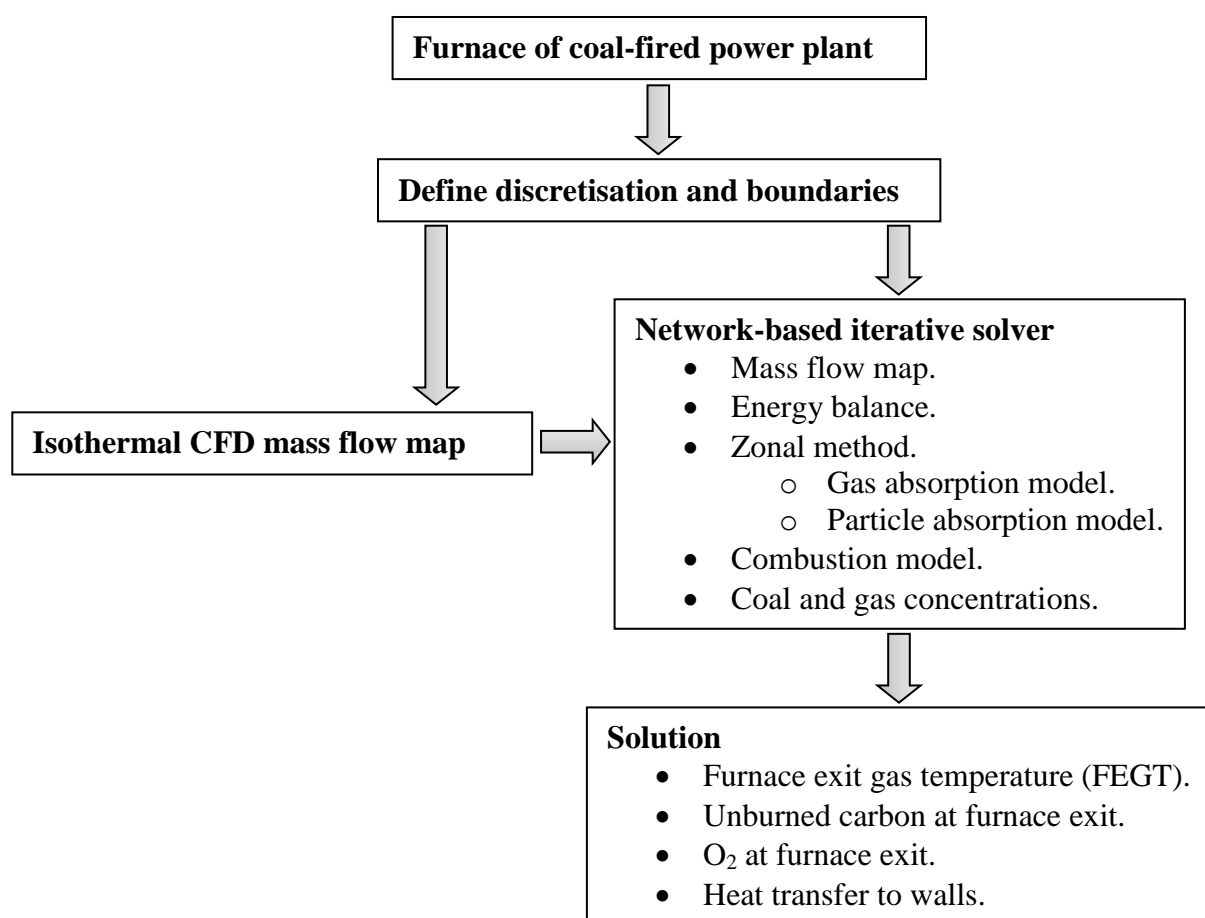 Furnace of coal-fired power plant
Define discretisation and boundaries
Isothermal CFD mass flow map
Network-based iterative solver
• Mass flow map.
• Energy balance.
• Zonal method.
o Gas absorption model.
o Particle absorption model.
• Combustion model.
• Coal and gas concentrations.
Solution
• Furnace exit gas temperature (FEGT).
• Unburned carbon at furnace exit.
• O₂ at furnace exit.
• Heat transfer to walls.